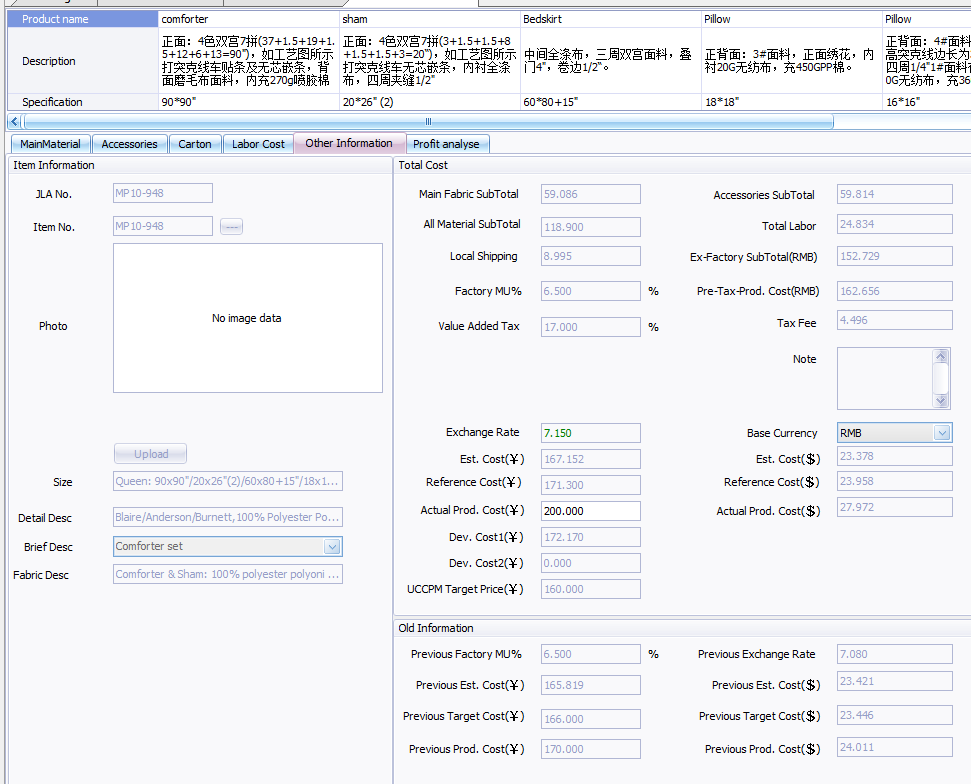 Product name comforter sham Bedskirt Pillow Pillow
Description
正面：4色双宫7拼(37+1.5+19+1.
5+12+6+13=90")，如工艺图所示
打突克线车贴条及无芯嵌条，背
面磨毛布面料，内充270g喷胶棉
正面：4色双宫7拼(3+1.5+1.5+8
+1.5+1.5+3=20")，如工艺图所示
打突克线车无芯嵌条，内衬全涤
布，四周夹缝1/2"
中间全涤布，三周双宫面料，叠
门4"，卷边1/2"。
正背面：3#面料，正面绣花，内
衬20G无纺布，充450GPP棉。
正背面：4#面料
高突克线边长为
四周1/4"1#面料
0G无纺布，充36
Specification 90*90" 20*26" (2) 60*80+15" 18*18" 16*16"
MainMaterial Accessories Carton Labor Cost Other Information Profit analyse
Item Information
JLA No. MP10-948
Item No. MP10-948 ...
Photo No image data
Upload
Size Queen: 90x90"/20x26"(2)/60x80+15"/18x1...
Detail Desc Blaire/Anderson/Burnett,100% Polyester Po...
Brief Desc Comforter set
Fabric Desc Comforter & Sham: 100% polyester polyoni ...
Total Cost
Main Fabric SubTotal 59.086 Accessories SubTotal 59.814
All Material SubTotal 118.900 Total Labor 24.834
Local Shipping 8.995 Ex-Factory SubTotal(RMB) 152.729
Factory MU% 6.500 % Pre-Tax-Prod. Cost(RMB) 162.656
Value Added Tax 17.000 % Tax Fee 4.496
Note
Exchange Rate 7.150 Base Currency RMB
Est. Cost(¥) 167.152 Est. Cost($) 23.378
Reference Cost(¥) 171.300 Reference Cost($) 23.958
Actual Prod. Cost(¥) 200.000 Actual Prod. Cost($) 27.972
Dev. Cost1(¥) 172.170
Dev. Cost2(¥) 0.000
UCCPM Target Price(¥) 160.000
Old Information
Previous Factory MU% 6.500 % Previous Exchange Rate 7.080
Previous Est. Cost(¥) 165.819 Previous Est. Cost($) 23.421
Previous Target Cost(¥) 166.000 Previous Target Cost($) 23.446
Previous Prod. Cost(¥) 170.000 Previous Prod. Cost($) 24.011